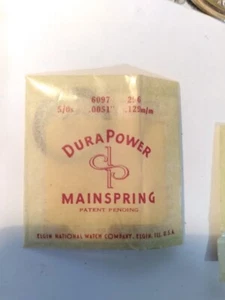 6097
5/0s .0051" .125m/m
DURAPOWER
MAINSPRING
PATENT PENDING
ELGIN NATIONAL WATCH COMPANY, ELGIN, ILL. U.S.A.